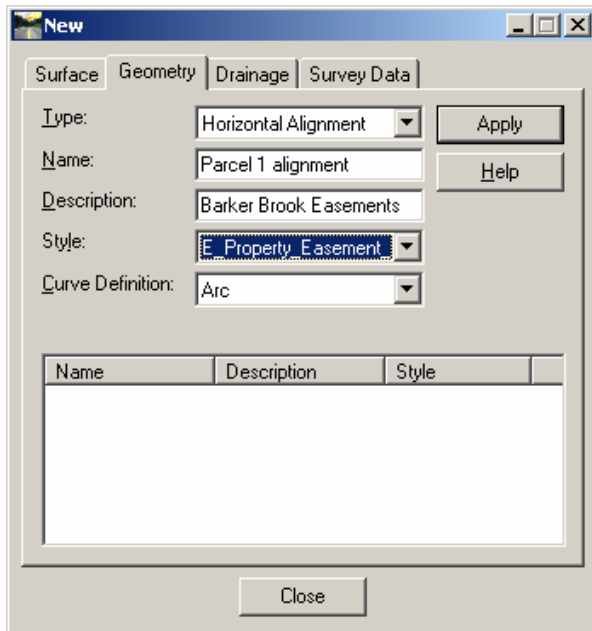 New
Surface Geometry Drainage Survey Data
Type: Horizontal Alignment Apply
Name: Parcel 1 alignment Help
Description: Barker Brook Easements
Style: E_Property_Easement
Curve Definition: Arc
Name Description Style
Close